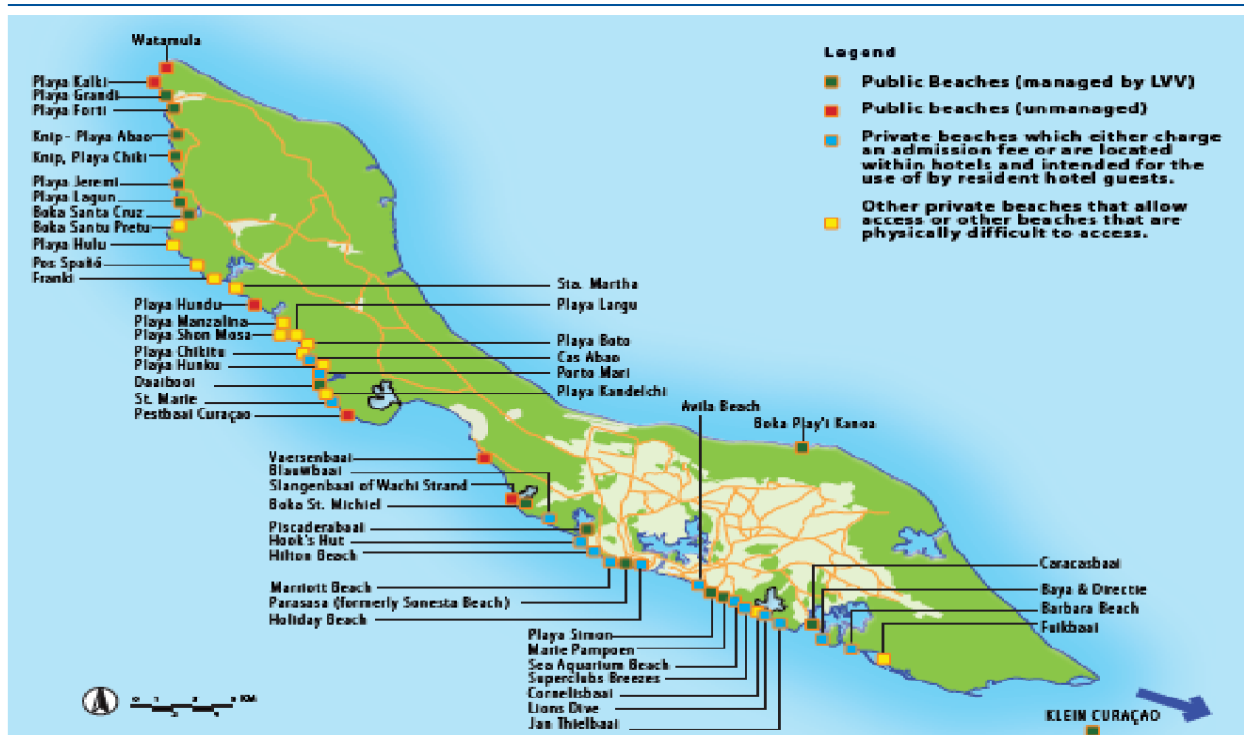 Watamula
Playa Kalki
Playa Grandi
Playa Forti
Knip - Playa Abao
Knip, Playa Chiki
Playa Jeremi
Playa Lagun
Boka Santa Cruz
Boka Santu Pretu
Playa Hulu
Pos Spañó
Franki
Sta. Martha
Playa Hundu
Playa Largu
Playa Manzalina
Playa Shon Mosa
Playa Boto
Playa Chikitu
Cas Abao
Playa Hunku
Porto Mari
Daaibooi
Playa Kandelchi
St. Marie
Pestbaai Curaçao
Avila Beach
Boka Play'i Kanoa
Vaersenbaai
Blauwbaai
Slangenbaai of Wachi Strand
Boka St. Michiel
Piscaderabaai
Hook's Hut
Hilton Beach
Marriott Beach
Parasasa (formerly Sonesta Beach)
Holiday Beach
Caracasbaai
Baya & Directie
Barbara Beach
Fuikbaai
Playa Simon
Marie Pampoen
Sea Aquarium Beach
Superclubs Breezes
Cornelisbaai
Lions Dive
Jan Thielbaai
KLEIN CURAÇAO
Legend
Public Beaches (managed by LVV)
Public beaches (unmanaged)
Private beaches which either charge
an admission fee or are located
within hotels and intended for the
use of by resident hotel guests.
Other private beaches that allow
access or other beaches that are
physically difficult to access.